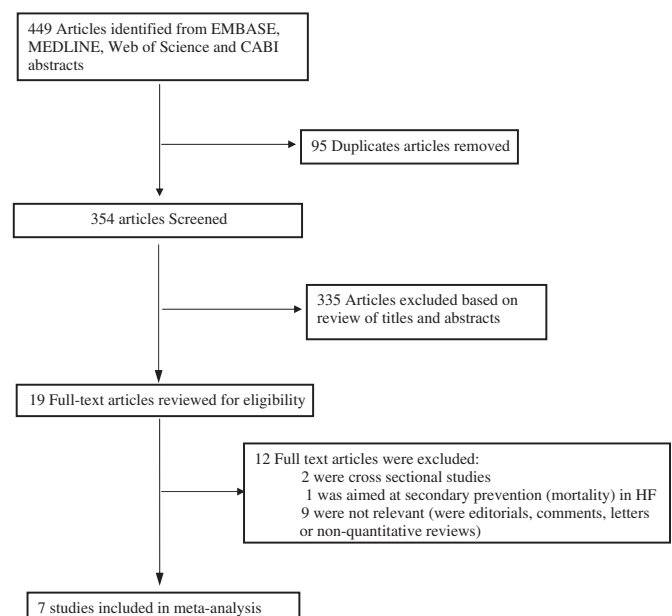 449 Articles identified from EMBASE,
MEDLINE, Web of Science and CABI
abstracts
95 Duplicates articles removed
354 articles Screened
335 Articles excluded based on
review of titles and abstracts
19 Full-text articles reviewed for eligibility
12 Full text articles were excluded:
2 were cross sectional studies
1 was aimed at secondary prevention (mortality) in HF
9 were not relevant (were editorials, comments, letters
or non-quantitative reviews)
7 studies included in meta-analysis